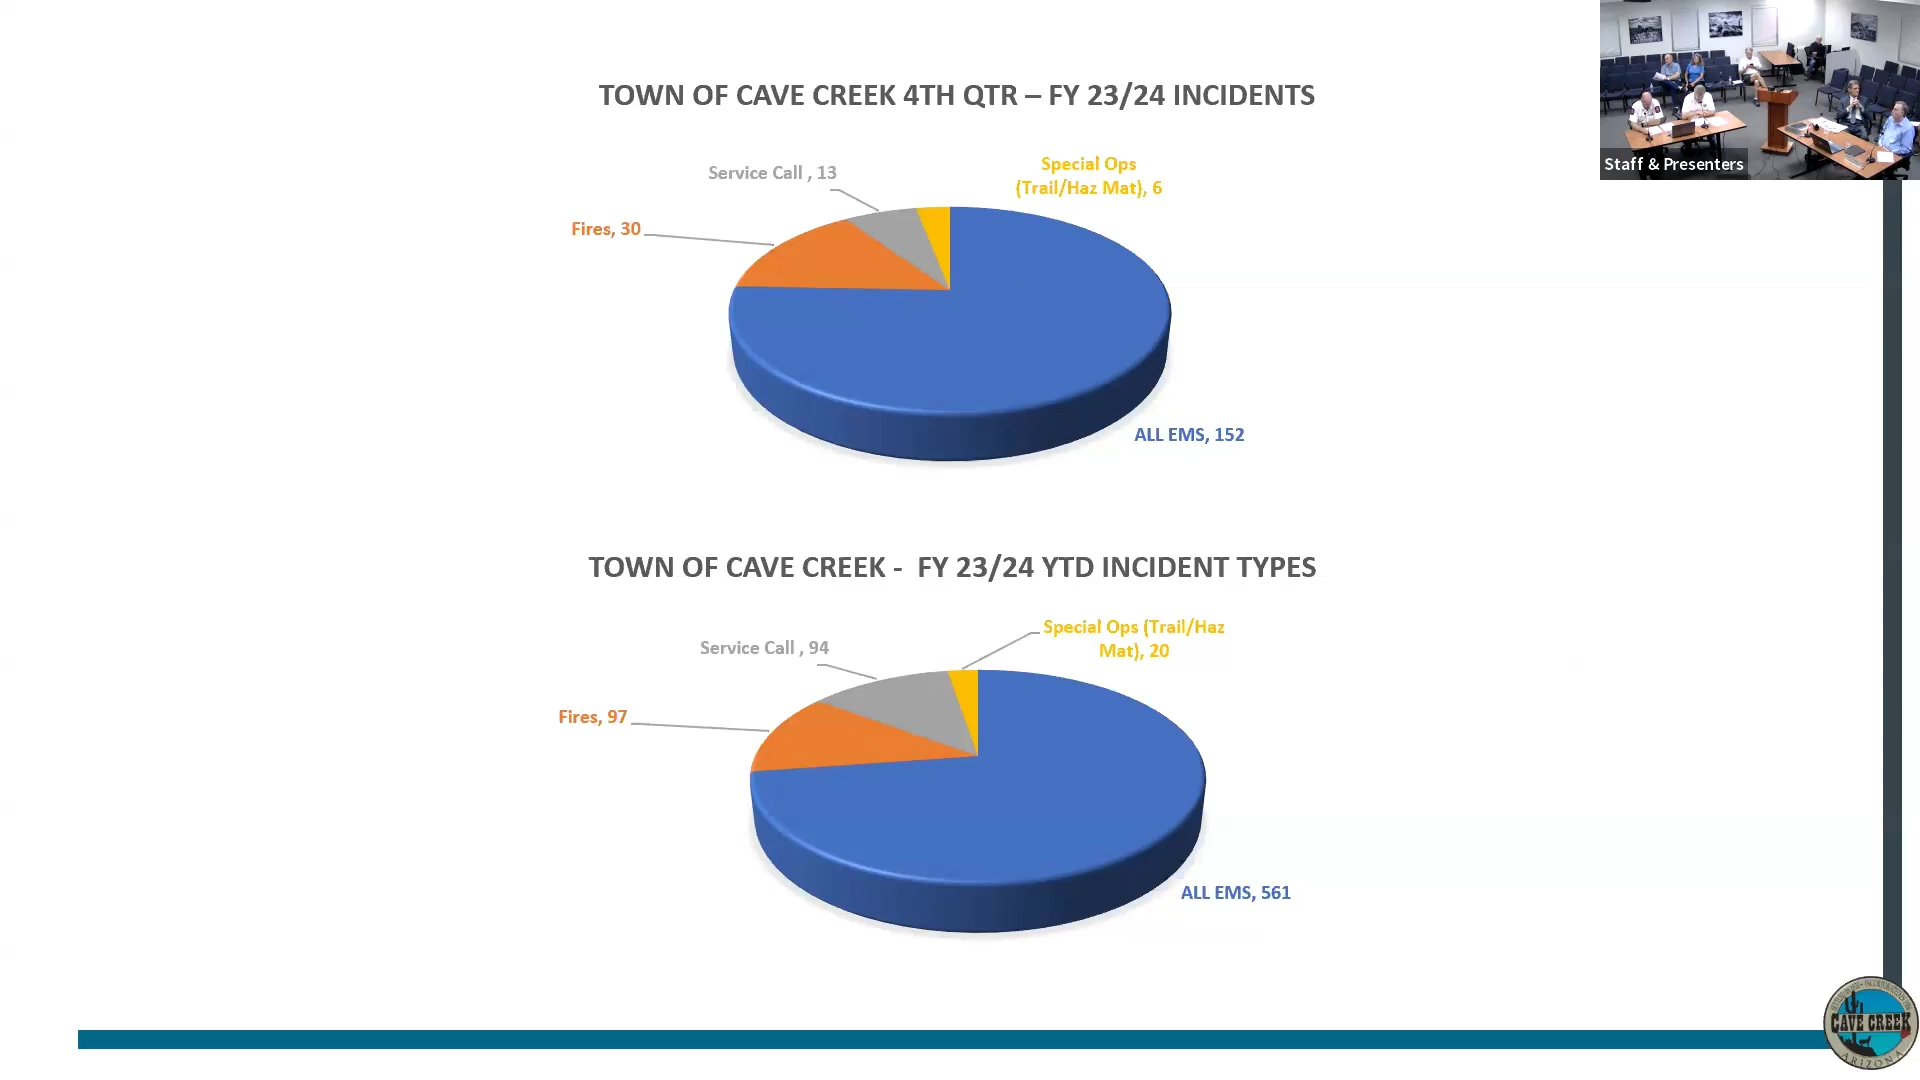 TOWN OF CAVE CREEK 4TH QTR – FY 23/24 INCIDENTS
Service Call , 13
Special Ops
(Trail/Haz Mat), 6
Fires, 30
ALL EMS, 152
Staff & Presenters
TOWN OF CAVE CREEK -  FY 23/24 YTD INCIDENT TYPES
Special Ops (Trail/Haz
Mat), 20
Service Call , 94
Fires, 97
ALL EMS, 561
CAVE CREEK
ARIZONA